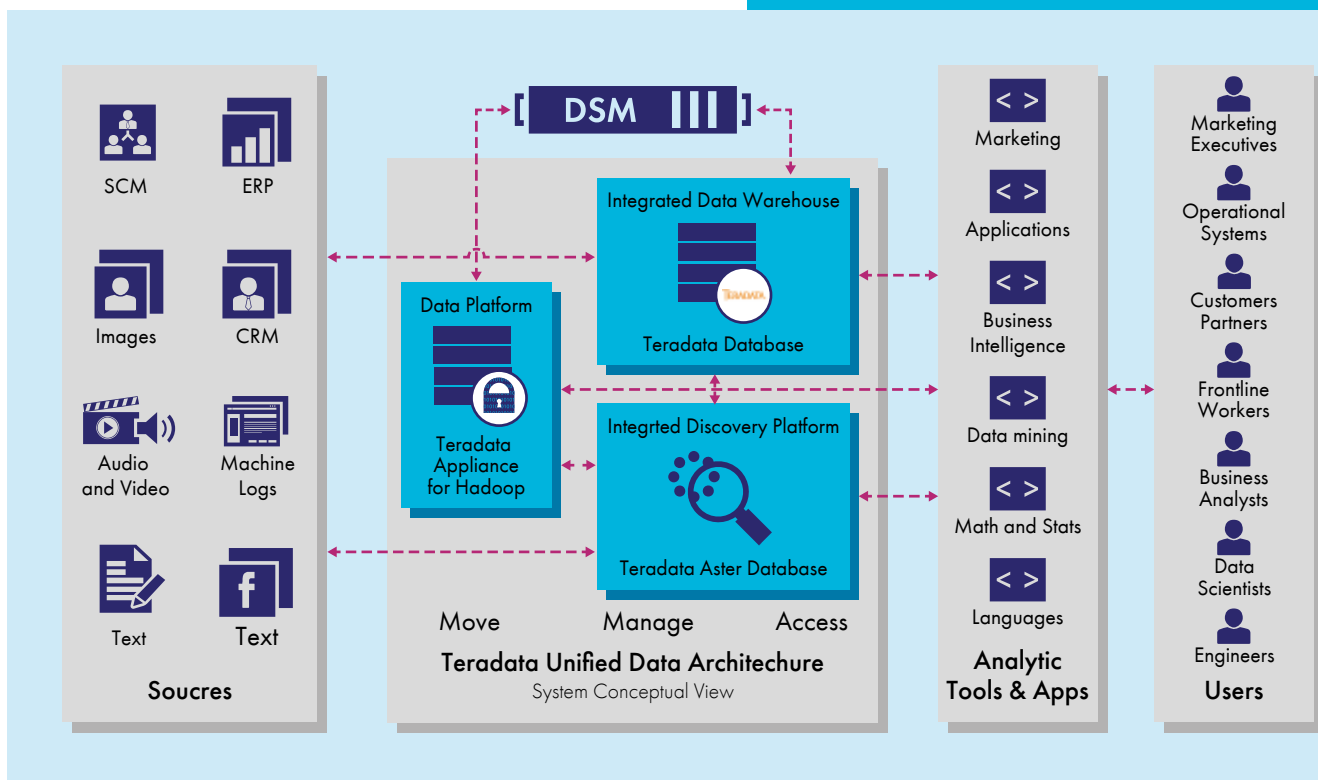 DSM
SCM
ERP
Images
CRM
Audio
and Video
Machine
Logs
Text
f
Text
Soucres
Integrated Data Warehouse
TERADATA
Teradata Database
Data Platform
Teradata
Appliance
for Hadoop
Integrted Discovery Platform
Teradata Aster Database
Move
Manage
Access
Teradata Unified Data Architechure
System Conceptual View
< >
Marketing
< >
Applications
< >
Business
Intelligence
< >
Data mining
< >
Math and Stats
< >
Languages
Analytic
Tools & Apps
Marketing
Executives
Operational
Systems
Customers
Partners
Frontline
Workers
Business
Analysts
Data
Scientists
Engineers
Users